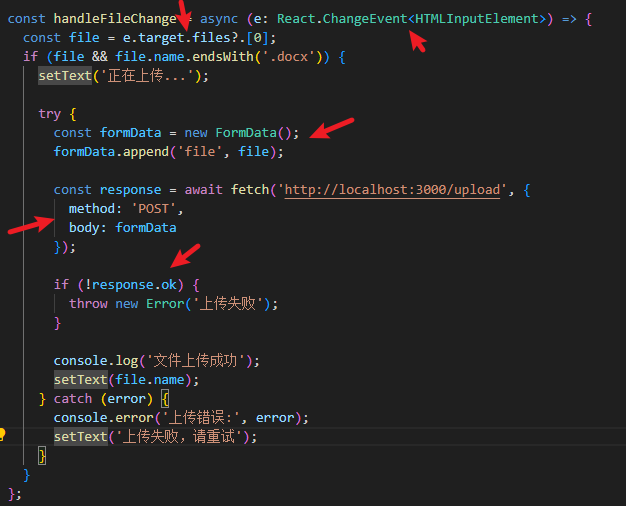 const handleFileChange = async (e: React.ChangeEvent<HTMLInputElement>) => {
  const file = e.target.files?.[0];
  if (file && file.name.endsWith('.docx')) {
    setText('正在上传...');

    try {
      const formData = new FormData();
      formData.append('file', file);

      const response = await fetch('http://localhost:3000/upload', {
        method: 'POST',
        body: formData
      });

      if (!response.ok) {
        throw new Error('上传失败');
      }

      console.log('文件上传成功');
      setText(file.name);
    } catch (error) {
      console.error('上传错误:', error);
      setText('上传失败，请重试');
    }
  }
};